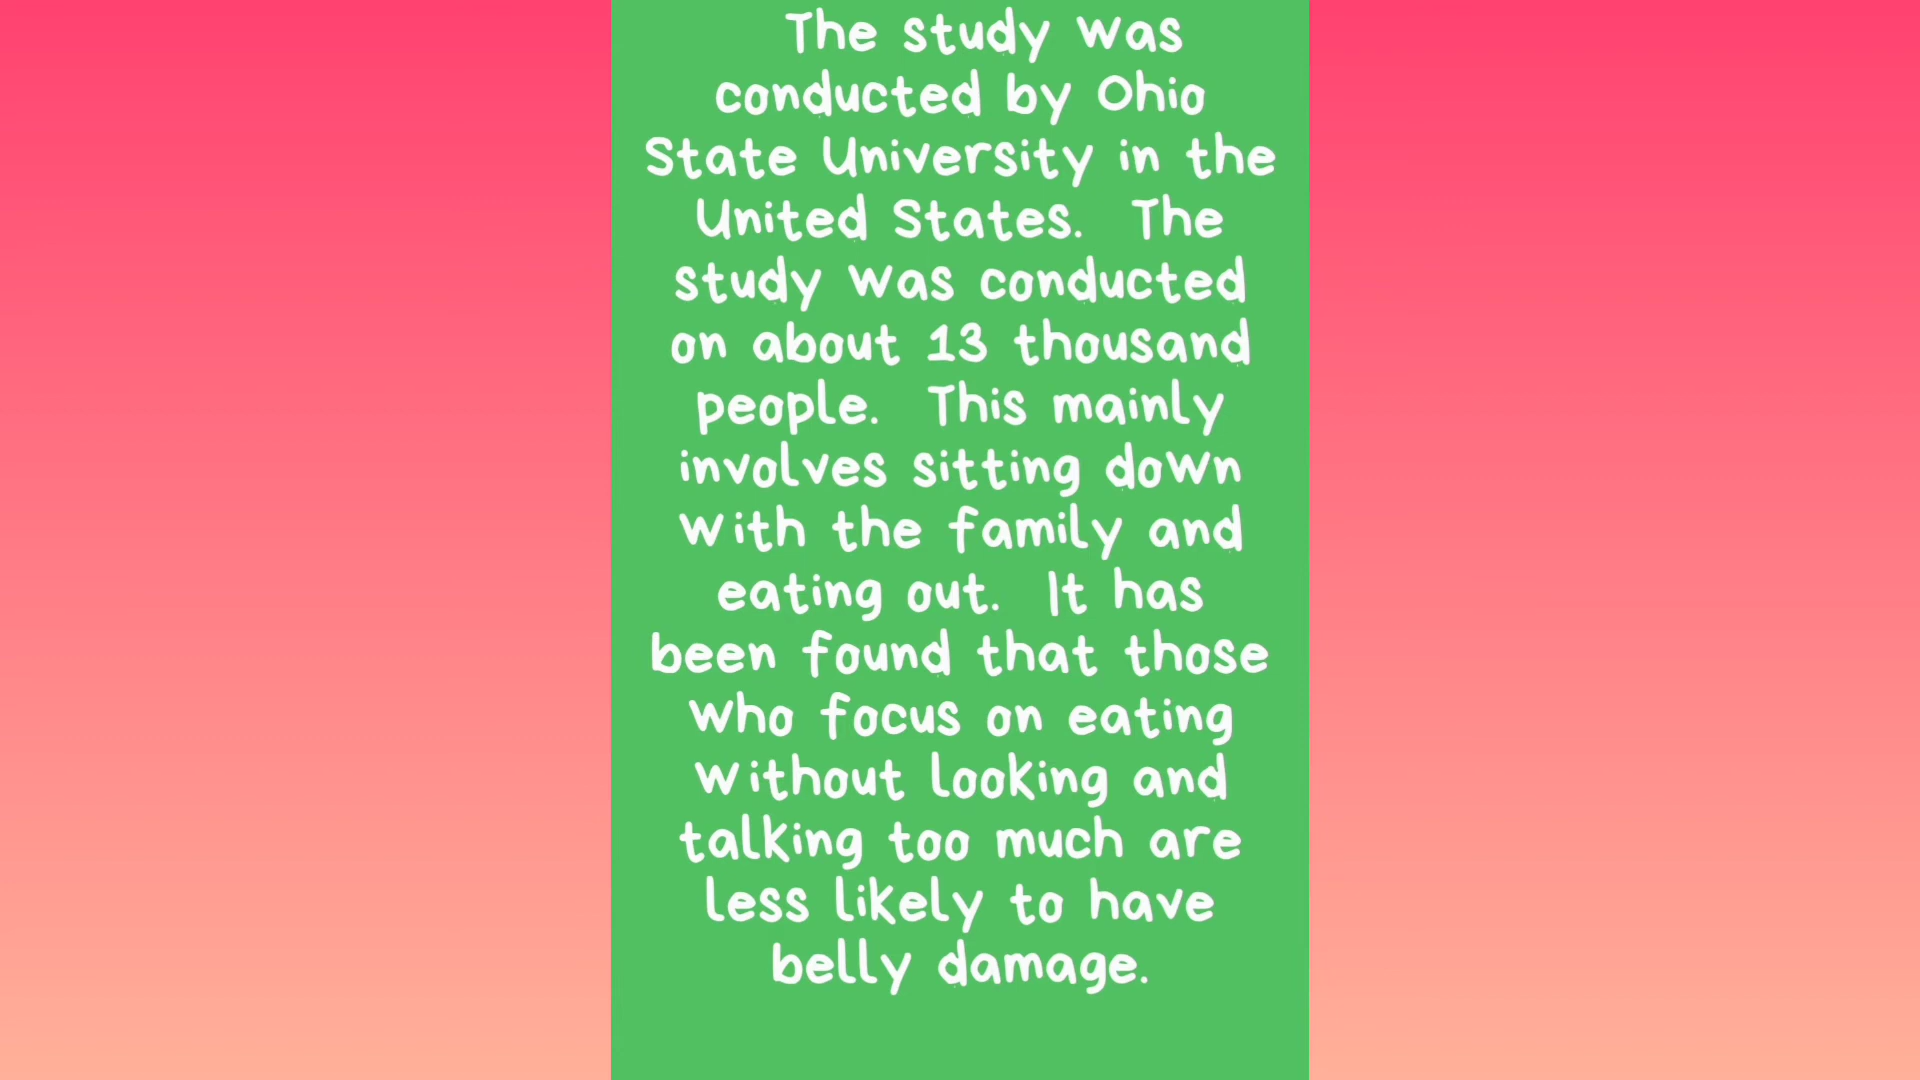 The study was
conducted by Ohio
State University in the
United States. The
study was conducted
on about 13 thousand
people. This mainly
involves sitting down
with the family and
eating out. It has
been found that those
who focus on eating
without looking and
talking too much are
less likely to have
belly damage.